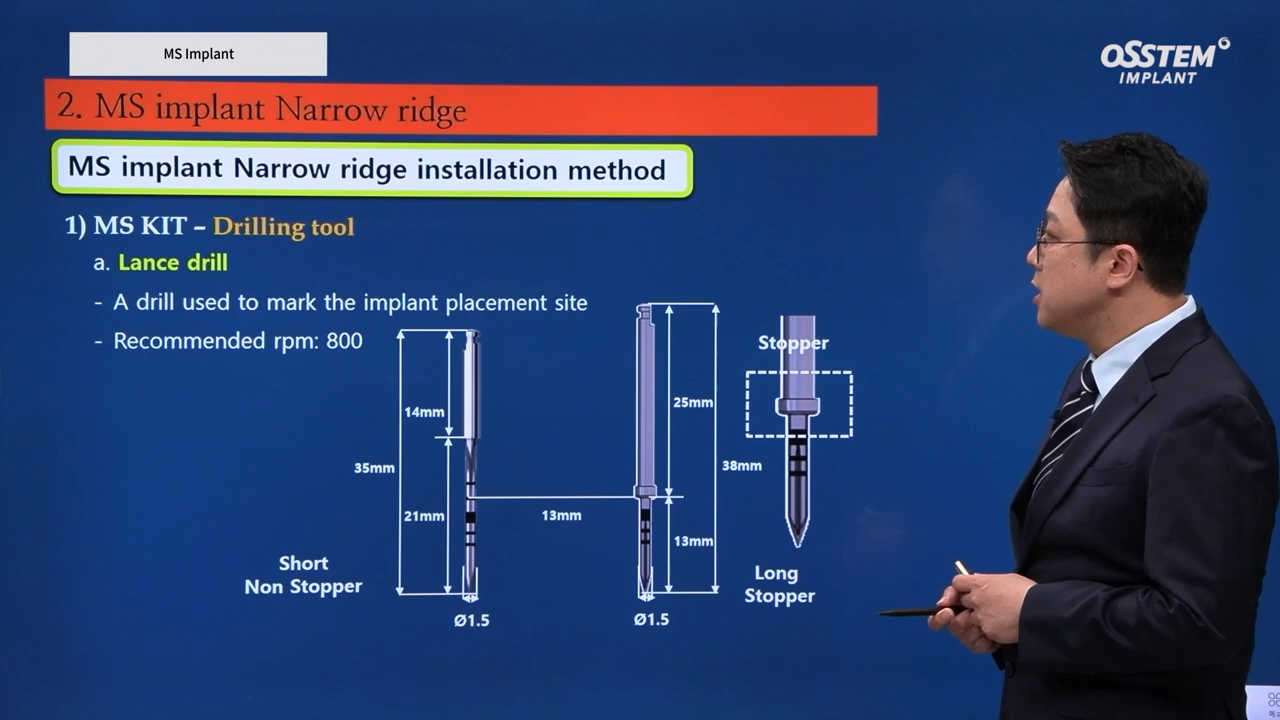 MS Implant
OSSTEM
IMPLANT
2. MS implant Narrow ridge
MS implant Narrow ridge installation method
1) MS KIT – Drilling tool
a. Lance drill
- A drill used to mark the implant placement site
- Recommended rpm: 800
Stopper
14mm
25mm
35mm
38mm
21mm
13mm
13mm
Short
Non Stopper
Long
Stopper
Ø1.5
Ø1.5